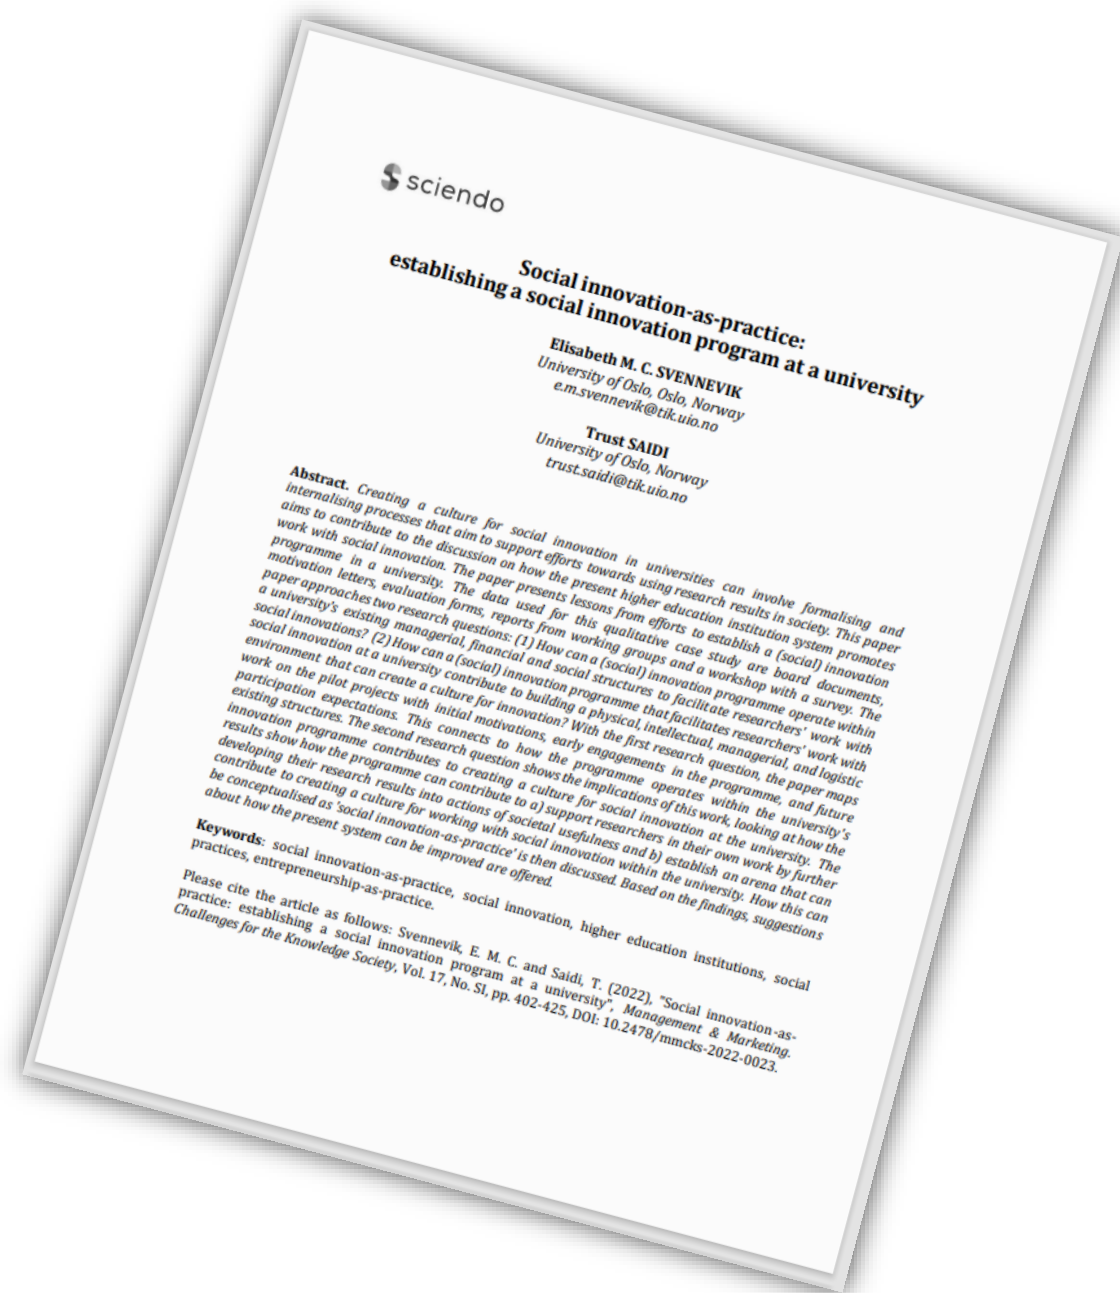 sciendo
Social innovation-as-practice:
establishing a social innovation program at a university
Elisabeth M. C. SVENNEVIK
University of Oslo, Oslo, Norway
e.m.svennevik@tik.uio.no
Trust SAIDI
University of Oslo, Norway
trust.saidi@tik.uio.no
Abstract. Creating a culture for social innovation in universities can involve formalising and
internalising processes that aim to support efforts towards using research results in society. This paper
aims to contribute to the discussion on how the present higher education institution system promotes
work with social innovation. The paper presents lessons from efforts to establish a (social) innovation
programme in a university. The data used for this qualitative case study are board documents,
motivation letters, evaluation forms, reports from working groups and a workshop with a survey. The
paper approaches two research questions: (1) How can a (social) innovation programme operate within
a university's existing managerial, financial and social structures to facilitate researchers' work with
social innovations? (2) How can a (social) innovation programme that facilitates researchers' work with
social innovation at a university contribute to building a physical, intellectual, managerial, and logistic
environment that can create a culture for innovation? With the first research question, the paper maps
work on the pilot projects with initial motivations, early engagements in the programme, and future
participation expectations. This connects to how the programme operates within the university's
existing structures. The second research question shows the implications of this work, looking at how the
innovation programme contributes to creating a culture for social innovation at the university. The
results show how the programme can contribute to a) support researchers in their own work by further
developing their research results into actions of societal usefulness and b) establish an arena that can
contribute to creating a culture for working with social innovation within the university. How this can
be conceptualised as 'social innovation-as-practice' is then discussed. Based on the findings, suggestions
about how the present system can be improved are offered.
Keywords: social innovation-as-practice, social innovation, higher education institutions, social
practices, entrepreneurship-as-practice.
Please cite the article as follows: Svennevik, E. M. C. and Saidi, T. (2022), "Social innovation-as-
practice: establishing a social innovation program at a university", Management & Marketing.
Challenges for the Knowledge Society, Vol. 17, No. SI, pp. 402-425, DOI: 10.2478/mmcks-2022-0023.